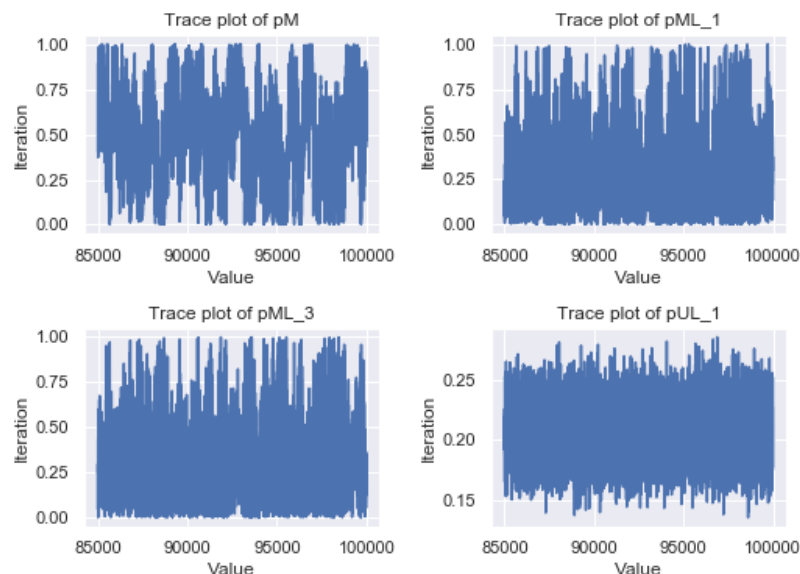 Trace plot of pM
1.00
0.75
0.50
0.25
0.00
Iteration
85000 90000 95000 100000
Value
Trace plot of pML_1
1.00
0.75
0.50
0.25
0.00
Iteration
85000 90000 95000 100000
Value
Trace plot of pML_3
1.00
0.75
0.50
0.25
0.00
Iteration
85000 90000 95000 100000
Value
Trace plot of pUL_1
0.25
0.20
0.15
Iteration
85000 90000 95000 100000
Value